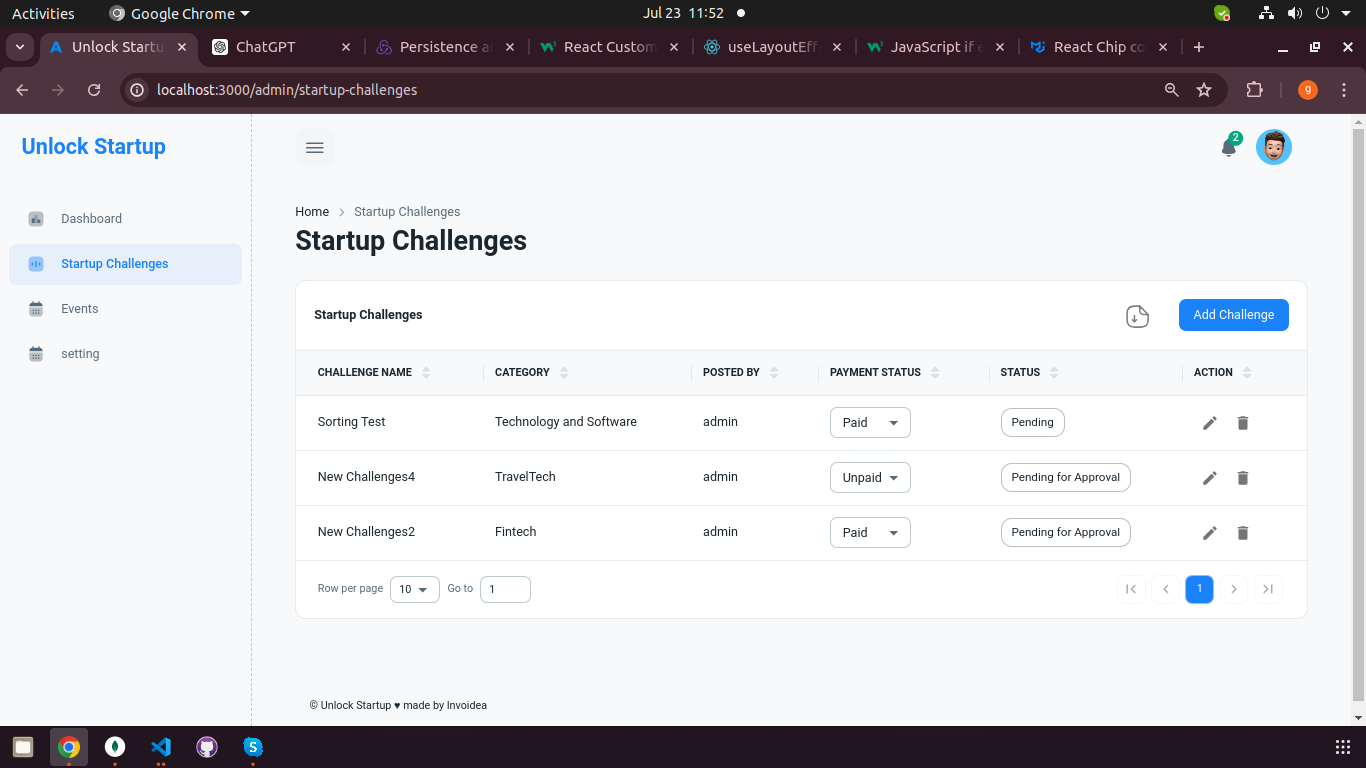 Activities Google Chrome Jul 23 11:52
Unlock Startu ChatGPT Persistence a React Custom useLayoutEff JavaScript if e React Chip co
localhost:3000/admin/startup-challenges g
Unlock Startup 2
Dashboard
Startup Challenges
Events
setting
Home Startup Challenges
Startup Challenges
Startup Challenges Add Challenge
CHALLENGE NAME CATEGORY POSTED BY PAYMENT STATUS STATUS ACTION
Sorting Test Technology and Software admin Paid Pending
New Challenges4 TravelTech admin Unpaid Pending for Approval
New Challenges2 Fintech admin Paid Pending for Approval
Row per page 10 Go to 1 1
© Unlock Startup ♥ made by Invoidea